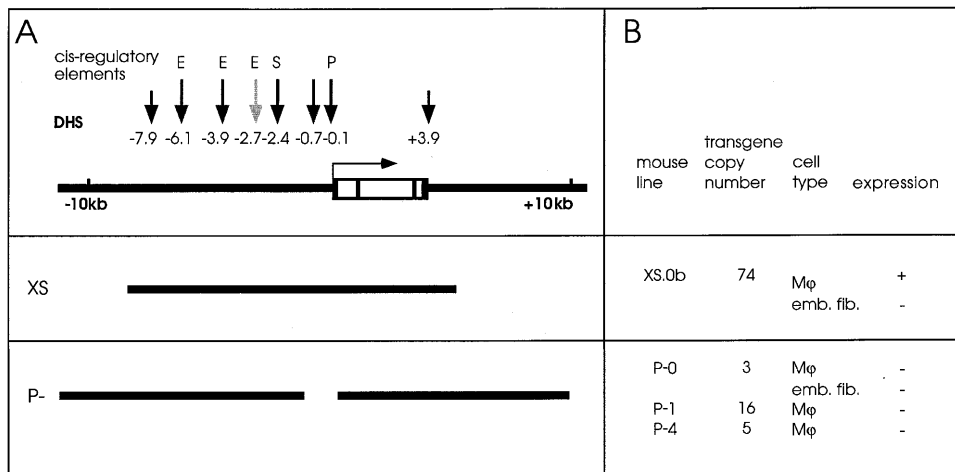 A
cis-regulatory
elements
E E E S P
DHS
-7.9 -6.1 -3.9 -2.7 -2.4 -0.7 -0.1 +3.9
-10kb +10kb
B
mouse line transgene copy number cell type expression
XS
XS.0b 74 Mφ +
emb. fib. -
P-
P-0 3 Mφ -
emb. fib. -
P-1 16 Mφ -
P-4 5 Mφ -